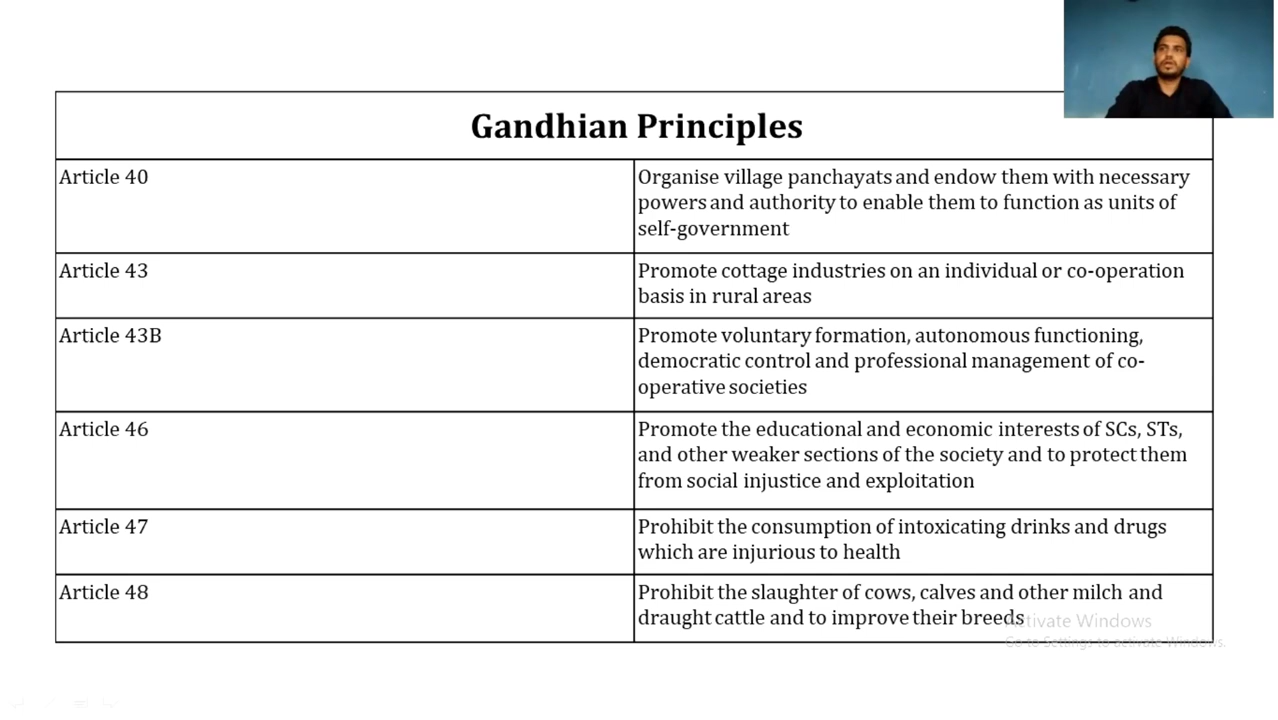 Gandhian Principles
Article 40
Organise village panchayats and endow them with necessary
powers and authority to enable them to function as units of
self-government
Article 43
Promote cottage industries on an individual or co-operation
basis in rural areas
Article 43B
Promote voluntary formation, autonomous functioning,
democratic control and professional management of co-
operative societies
Article 46
Promote the educational and economic interests of SCs, STs,
and other weaker sections of the society and to protect them
from social injustice and exploitation
Article 47
Prohibit the consumption of intoxicating drinks and drugs
which are injurious to health
Article 48
Prohibit the slaughter of cows, calves and other milch and
draught cattle and to improve their breeds
Activate Windows
Go to Settings to activate Windows.